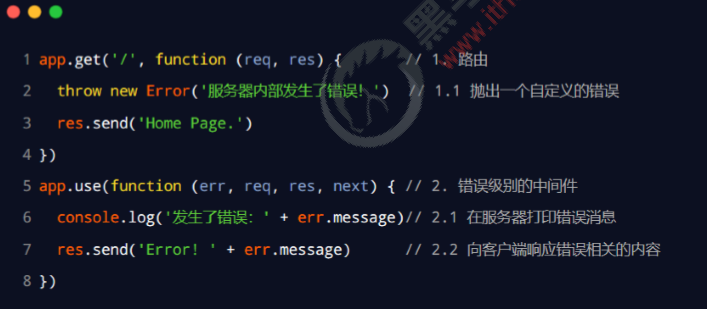 黑
www.ith
1 app.get('/', function (req, res) { // 1. 路由
2 throw new Error('服务器内部发生了错误！') // 1.1 抛出一个自定义的错误
3 res.send('Home Page.')
4 })
5 app.use(function (err, req, res, next) { // 2. 错误级别的中间件
6 console.log('发生了错误：' + err.message)// 2.1 在服务器打印错误消息
7 res.send('Error! ' + err.message) // 2.2 向客户端响应错误相关的内容
8 })